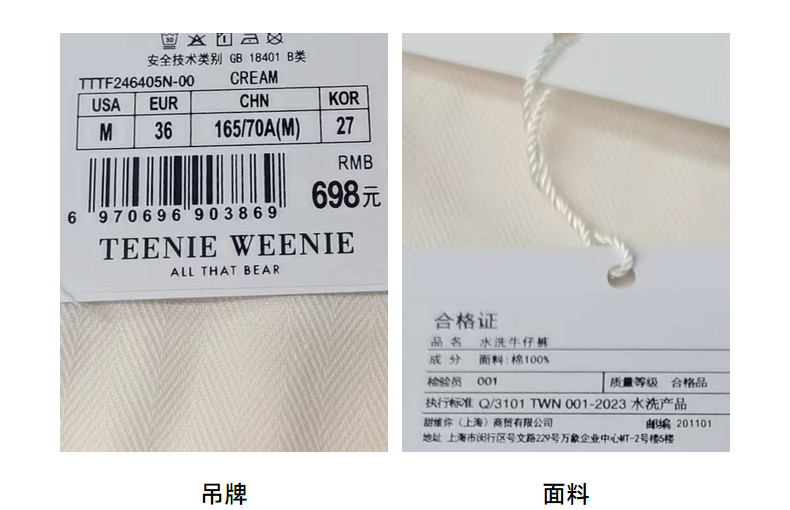 安全技术类别 GB 18401 B类
TTTF246405N-00 CREAM
USA EUR CHN KOR
M 36 165/70A(M) 27
RMB
698元
6 970696 903869
TEENIE WEENIE
ALL THAT BEAR
吊牌
合格证
品名 水洗牛仔裤
成分 面料:棉100%
检验员 001 质量等级 合格品
执行标准 Q/3101 TWN 001-2023 水洗产品
甜维你(上海)商贸有限公司 邮编 201101
地址 上海市闵行区号文路229号万象企业中心MT-2号楼5楼
面料